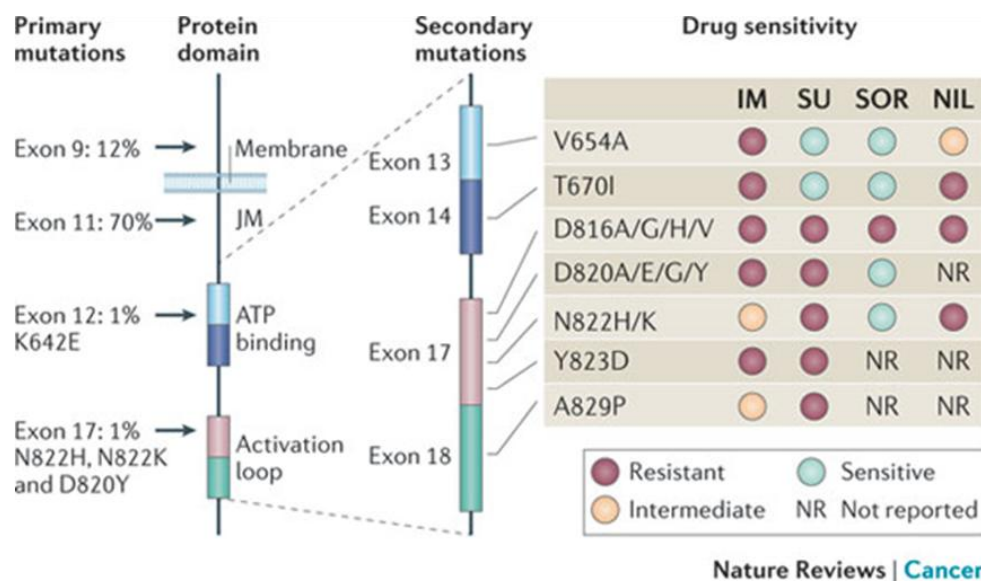 Primary
mutations
Protein
domain
Secondary
mutations
Drug sensitivity
Exon 9: 12%
Membrane
Exon 11: 70%
JM
Exon 12: 1%
K642E
ATP
binding
Exon 17: 1%
N822H, N822K
and D820Y
Activation
loop
Exon 13
Exon 14
Exon 17
Exon 18
IM SU SOR NIL
V654A
T670I
D816A/G/H/V
D820A/E/G/Y NR
N822H/K
Y823D NR NR
A829P NR NR
Resistant Sensitive
Intermediate NR Not reported
Nature Reviews | Cancer